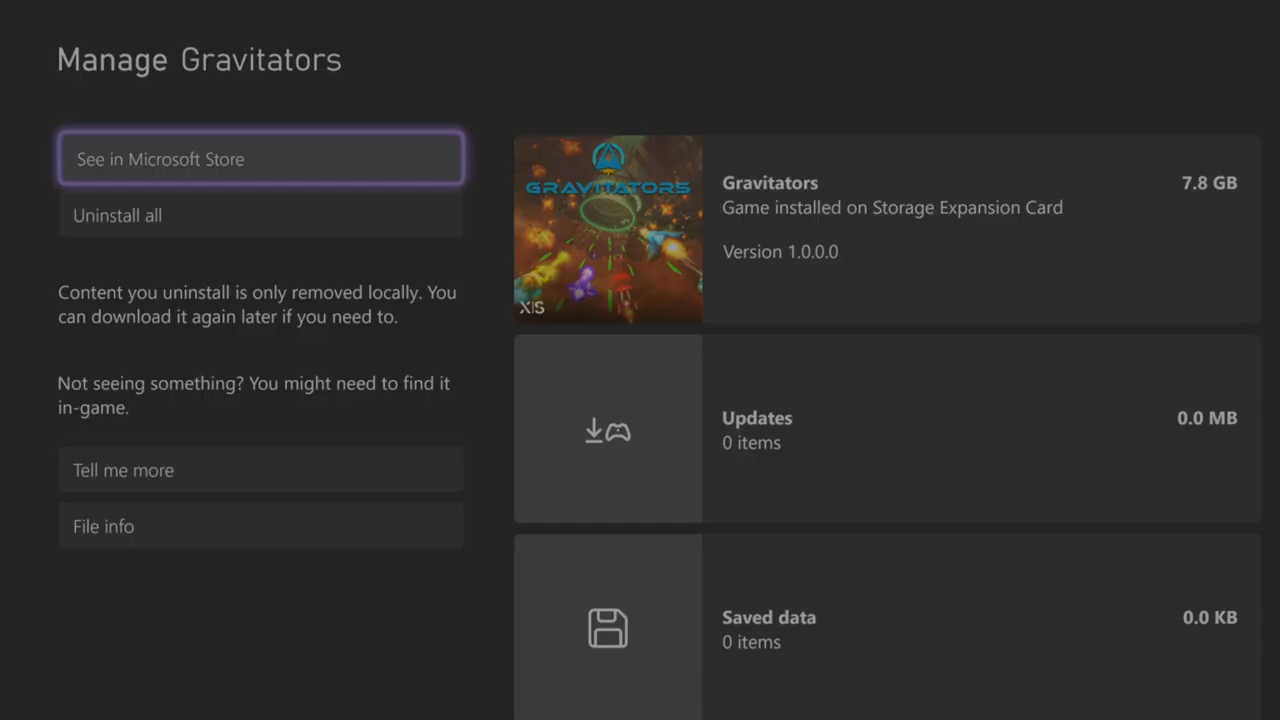 Manage Gravitators
See in Microsoft Store
Uninstall all
Content you uninstall is only removed locally. You
can download it again later if you need to.
Not seeing something? You might need to find it
in-game.
Tell me more
File info
GRAVITATORS
X|S
Gravitators
7.8 GB
Game installed on Storage Expansion Card
Version 1.0.0.0
Updates
0.0 MB
0 items
Saved data
0.0 KB
0 items